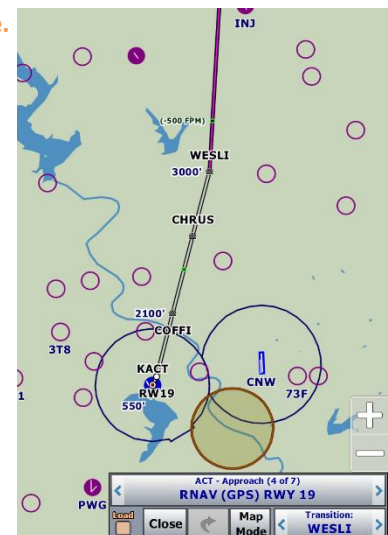 e.
INJ
(-500 FPM)
WESLI
3000'
CHRUS
2100'
COFFI
3T8
KACT
RW19
550'
CNW
73F
1
PWG
ACT - Approach (4 of 7)
RNAV (GPS) RWY 19
Load
Close
Map
Mode
Transition:
WESLI